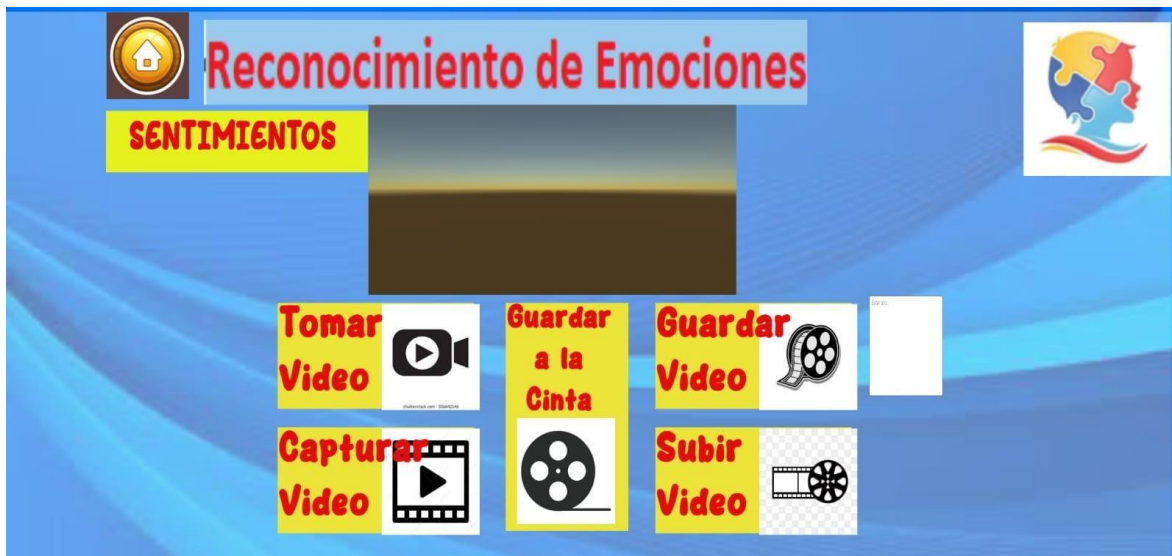 Reconocimiento de Emociones
SENTIMIENTOS
Tomar
Video
Guardar
a la
Cinta
Guardar
Video
Capturar
Video
Subir
Video